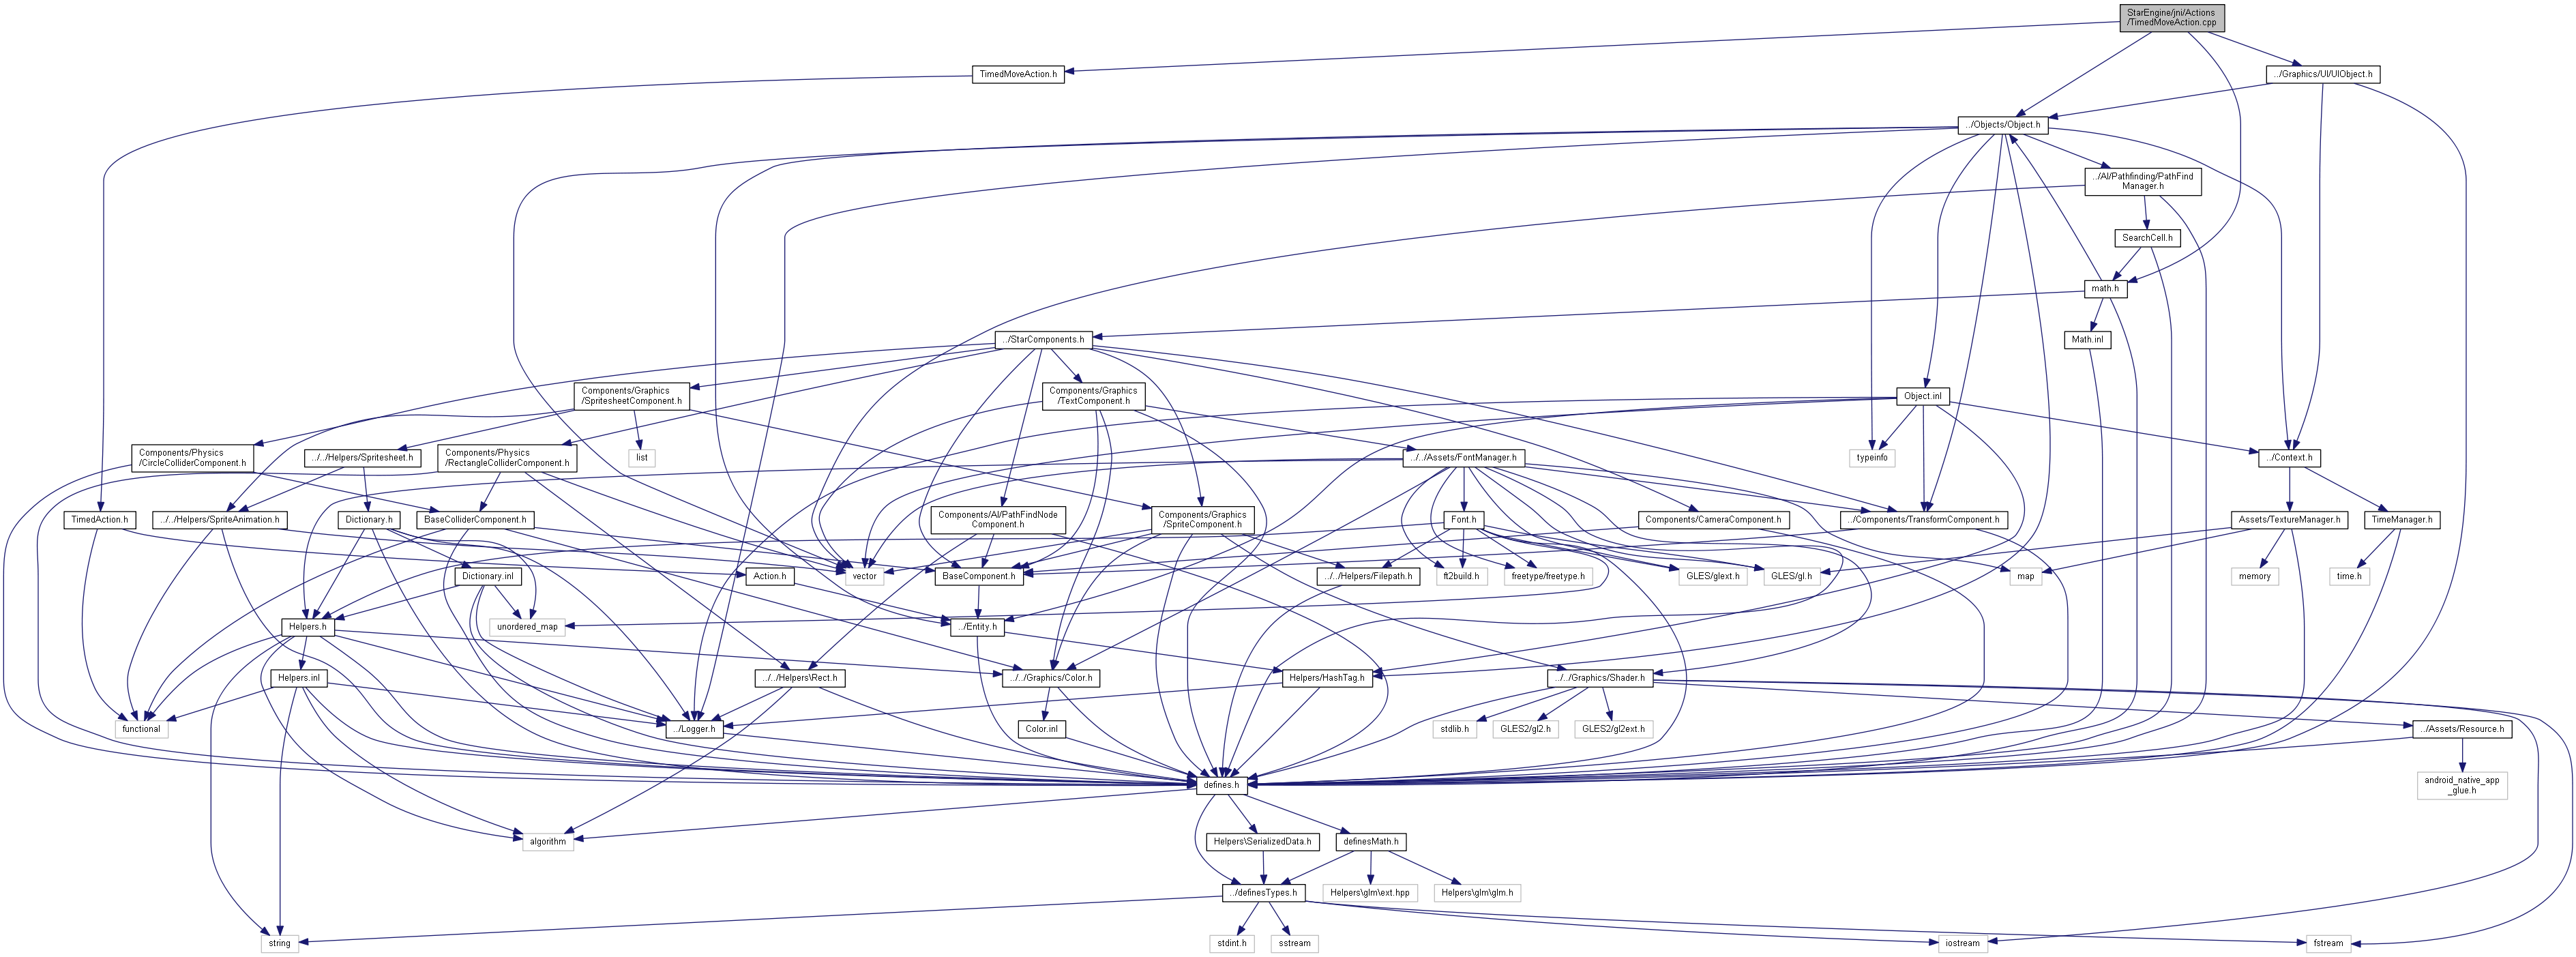 StarEngine/jni/Actions
/TimedMoveAction.cpp
TimedMoveAction.h
../Graphics/UI/UIObject.h
../Objects/Object.h
../AI/Pathfinding/PathFind
Manager.h
SearchCell.h
math.h
../StarComponents.h
Math.inl
Components/Graphics
/SpritesheetComponent.h
Components/Graphics
/TextComponent.h
Object.inl
Components/Physics
/CircleColliderComponent.h
../../Helpers/Spritesheet.h
Components/Physics
/RectangleColliderComponent.h
list
../../Assets/FontManager.h
typeinfo
../Context.h
TimedAction.h
../../Helpers/SpriteAnimation.h
Dictionary.h
BaseColliderComponent.h
Components/AI/PathFindNode
Component.h
Components/Graphics
/SpriteComponent.h
Font.h
Components/CameraComponent.h
../Components/TransformComponent.h
Assets/TextureManager.h
TimeManager.h
Dictionary.inl
Action.h
vector
BaseComponent.h
../../Helpers/Filepath.h
ft2build.h
freetype/freetype.h
GLES/glext.h
GLES/gl.h
map
memory
time.h
Helpers.h
unordered_map
../Entity.h
Helpers.inl
../../Helpers\Rect.h
../../Graphics/Color.h
Helpers/HashTag.h
../../Graphics/Shader.h
functional
../Logger.h
Color.inl
stdlib.h
GLES2/gl2.h
GLES2/gl2ext.h
../Assets/Resource.h
defines.h
android_native_app
_glue.h
algorithm
Helpers\SerializedData.h
definesMath.h
../definesTypes.h
Helpers\glm\ext.hpp
Helpers\glm\glm.h
string
stdint.h
sstream
iostream
fstream